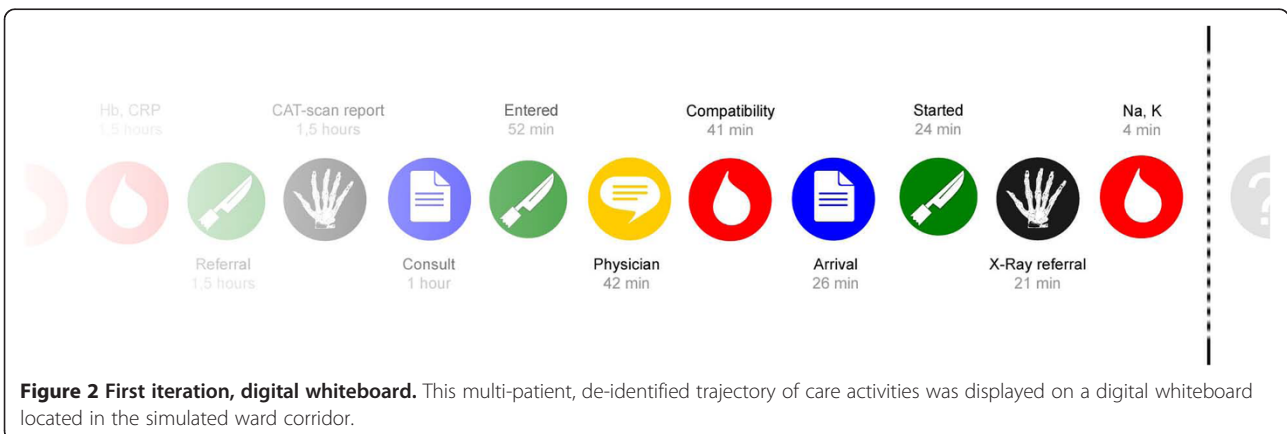 Hb, CRP
1,5 hours
CAT-scan report
1,5 hours
Entered
52 min
Compatibility
41 min
Started
24 min
Na, K
4 min
?
Referral
1,5 hours
Consult
1 hour
Physician
42 min
Arrival
26 min
X-Ray referral
21 min
Figure 2 First iteration, digital whiteboard. This multi-patient, de-identified trajectory of care activities was displayed on a digital whiteboard
located in the simulated ward corridor.